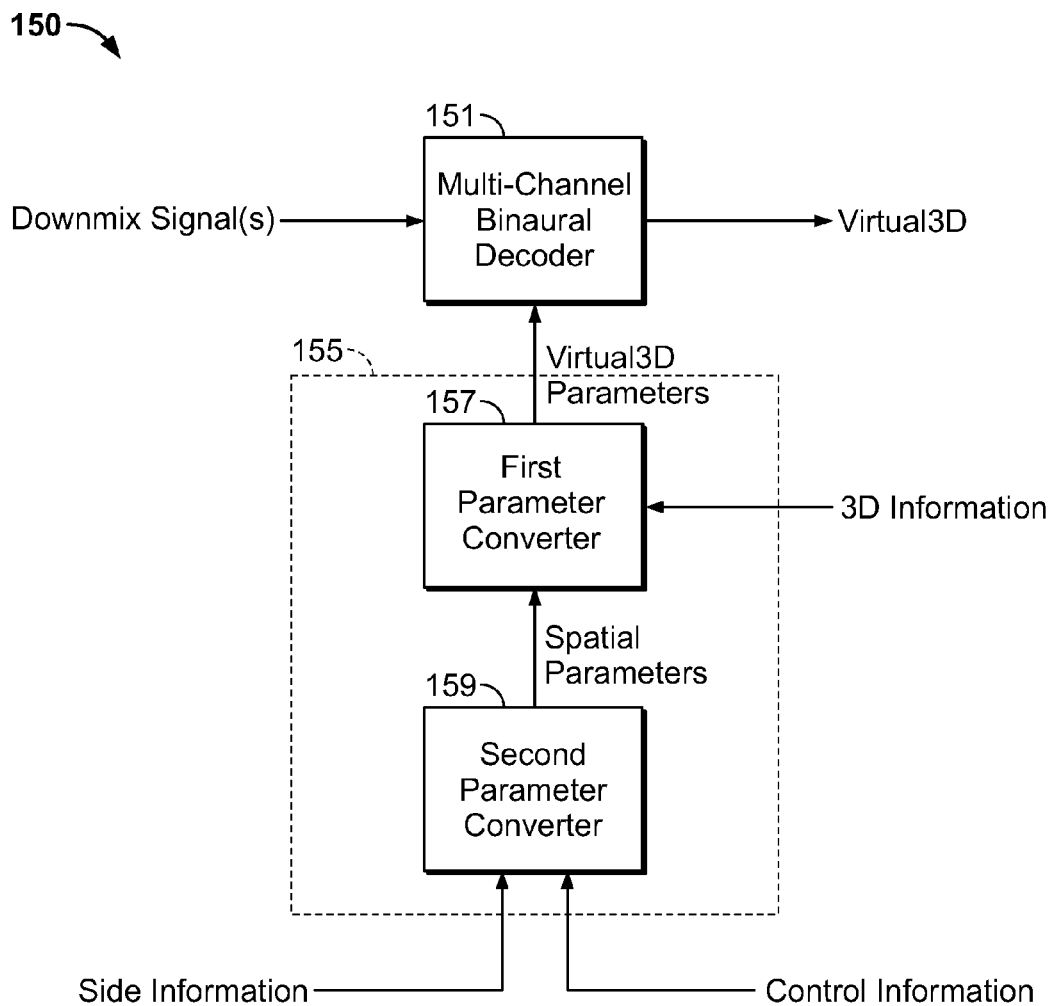 150
151
Multi-Channel
Binaural
Decoder
Downmix Signal(s)
Virtual3D
155
Virtual3D
Parameters
157
First
Parameter
Converter
3D Information
Spatial
Parameters
159
Second
Parameter
Converter
Side Information
Control Information